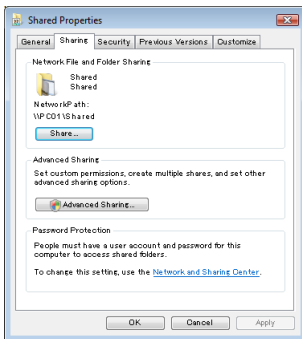 Shared Properties
General Sharing Security Previous Versions Customize
Network File and Folder Sharing
Shared
Shared
Network Path:
\\PC01\Shared
Share...
Advanced Sharing
Set custom permissions, create multiple shares, and set other
advanced sharing options.
Advanced Sharing...
Password Protection
People must have a user account and password for this
computer to access shared folders.
To change this setting, use the Network and Sharing Center.
OK Cancel Apply